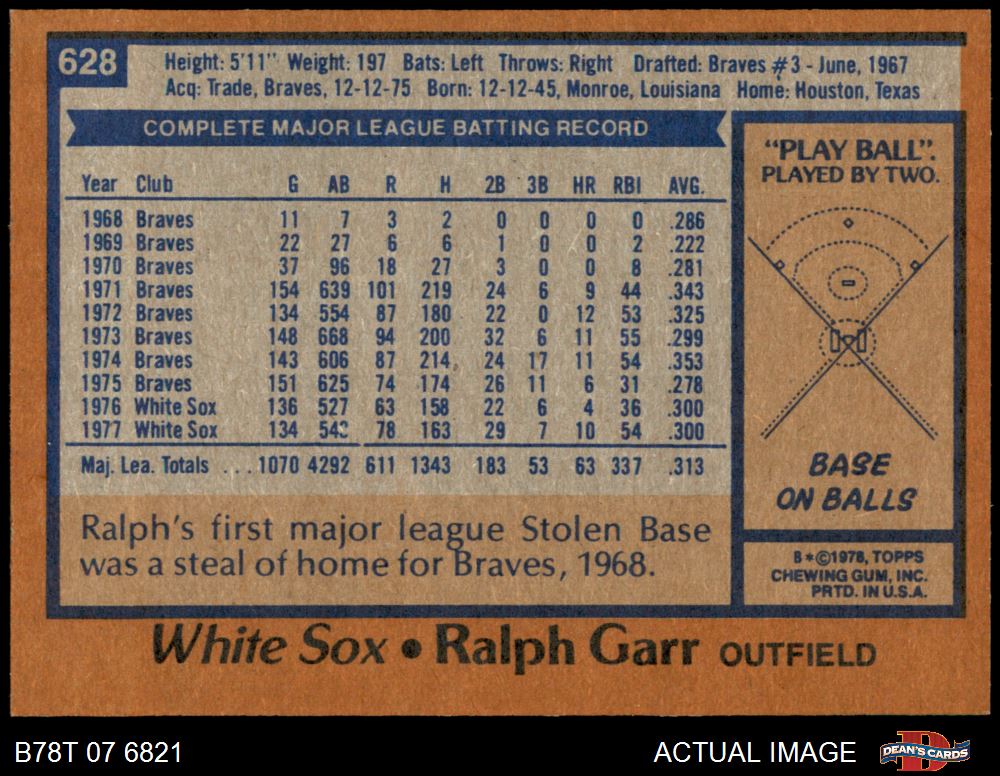 628
Height: 5'11" Weight: 197 Bats: Left Throws: Right Drafted: Braves #3 - June, 1967
Acq: Trade, Braves, 12-12-75 Born: 12-12-45, Monroe, Louisiana Home: Houston, Texas
COMPLETE MAJOR LEAGUE BATTING RECORD
Year Club G AB R H 2B 3B HR RBI AVG.
1968 Braves 11 7 3 2 0 0 0 0 .286
1969 Braves 22 27 6 6 1 0 0 2 .222
1970 Braves 37 96 18 27 3 0 0 8 .281
1971 Braves 154 639 101 219 24 6 9 44 .343
1972 Braves 134 554 87 180 22 0 12 53 .325
1973 Braves 148 668 94 200 32 6 11 55 .299
1974 Braves 143 606 87 214 24 17 11 54 .353
1975 Braves 151 625 74 174 26 11 6 31 .278
1976 White Sox 136 527 63 158 22 6 4 36 .300
1977 White Sox 134 543 78 163 29 7 10 54 .300
Maj. Lea. Totals ... 1070 4292 611 1343 183 53 63 337 .313
Ralph's first major league Stolen Base
was a steal of home for Braves, 1968.
"PLAY BALL".
PLAYED BY TWO.
BASE
ON BALLS
B*©1978, TOPPS
CHEWING GUM, INC.
PRTD. IN U.S.A.
White Sox • Ralph Garr OUTFIELD
B78T 07 6821
ACTUAL IMAGE
D
DEAN'S CARDS